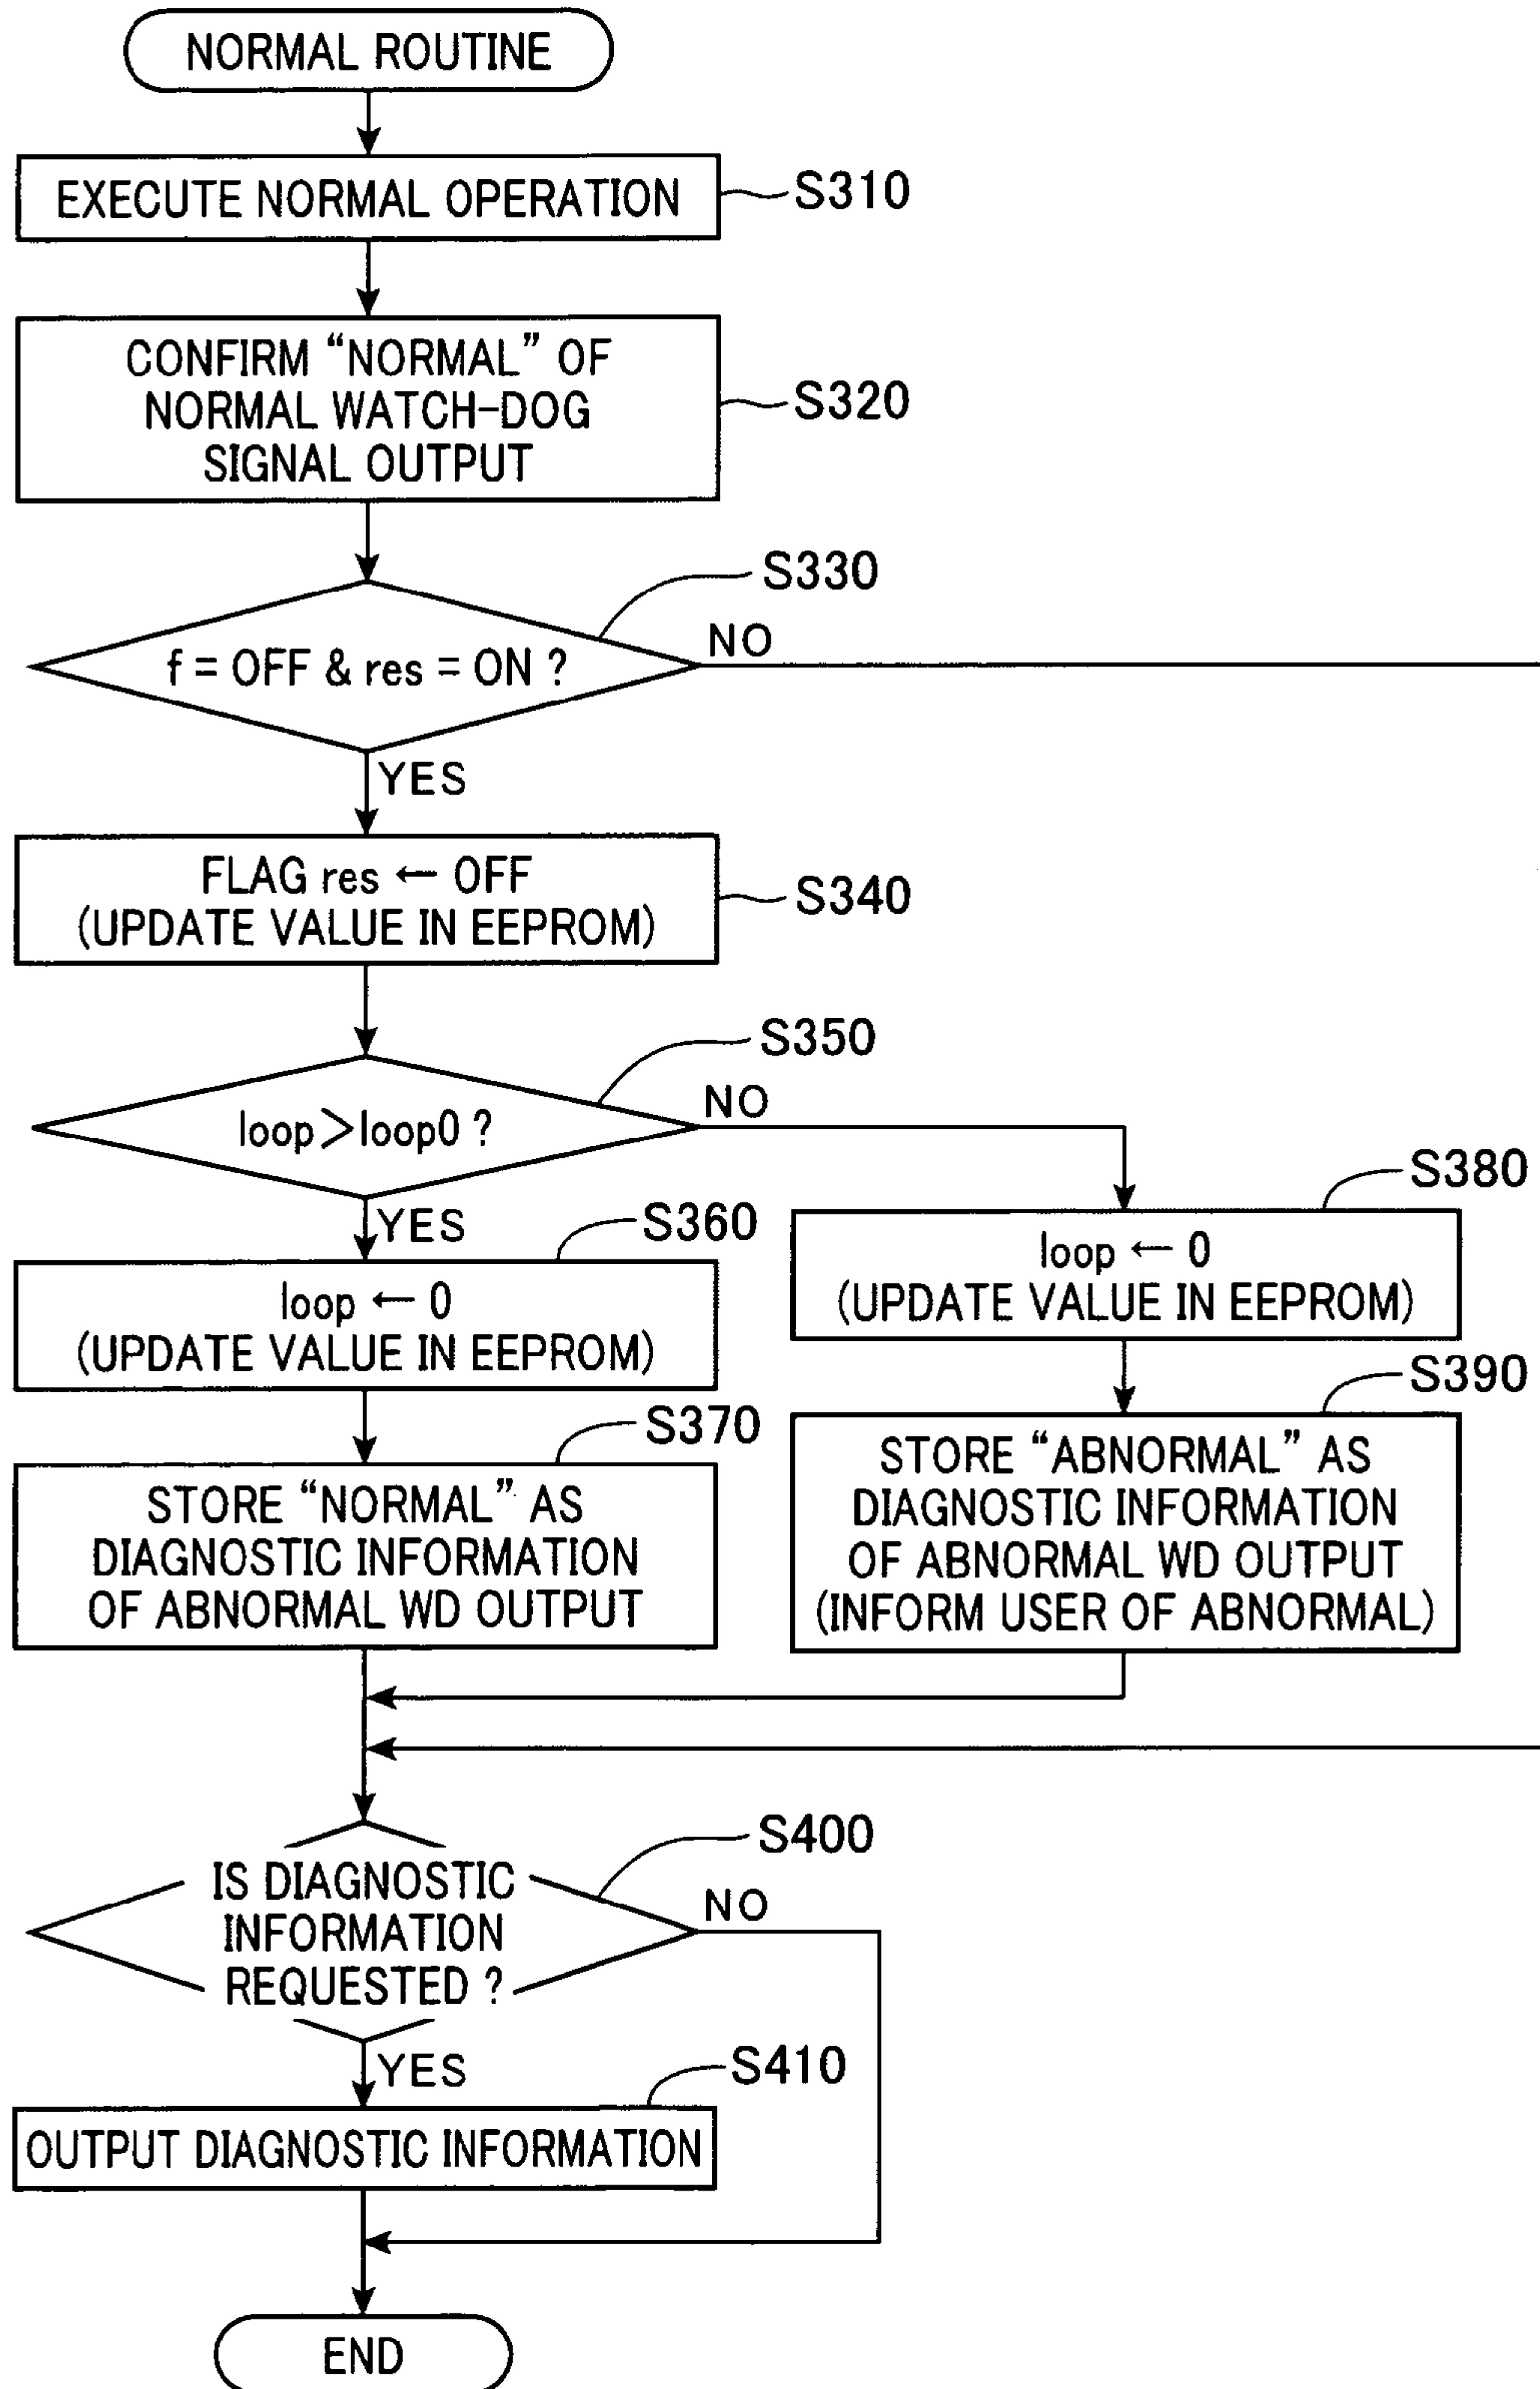 NORMAL ROUTINE
EXECUTE NORMAL OPERATION
S310
CONFIRM “NORMAL” OF
NORMAL WATCH-DOG
SIGNAL OUTPUT
S320
S330
f = OFF & res = ON ?
NO
YES
FLAG res ← OFF
(UPDATE VALUE IN EEPROM)
S340
S350
loop>loop0 ?
NO
YES
S360
loop ← 0
(UPDATE VALUE IN EEPROM)
S380
loop ← 0
(UPDATE VALUE IN EEPROM)
S370
STORE “NORMAL” AS
DIAGNOSTIC INFORMATION
OF ABNORMAL WD OUTPUT
S390
STORE “ABNORMAL” AS
DIAGNOSTIC INFORMATION
OF ABNORMAL WD OUTPUT
(INFORM USER OF ABNORMAL)
S400
IS DIAGNOSTIC
INFORMATION
REQUESTED ?
NO
YES
S410
OUTPUT DIAGNOSTIC INFORMATION
END